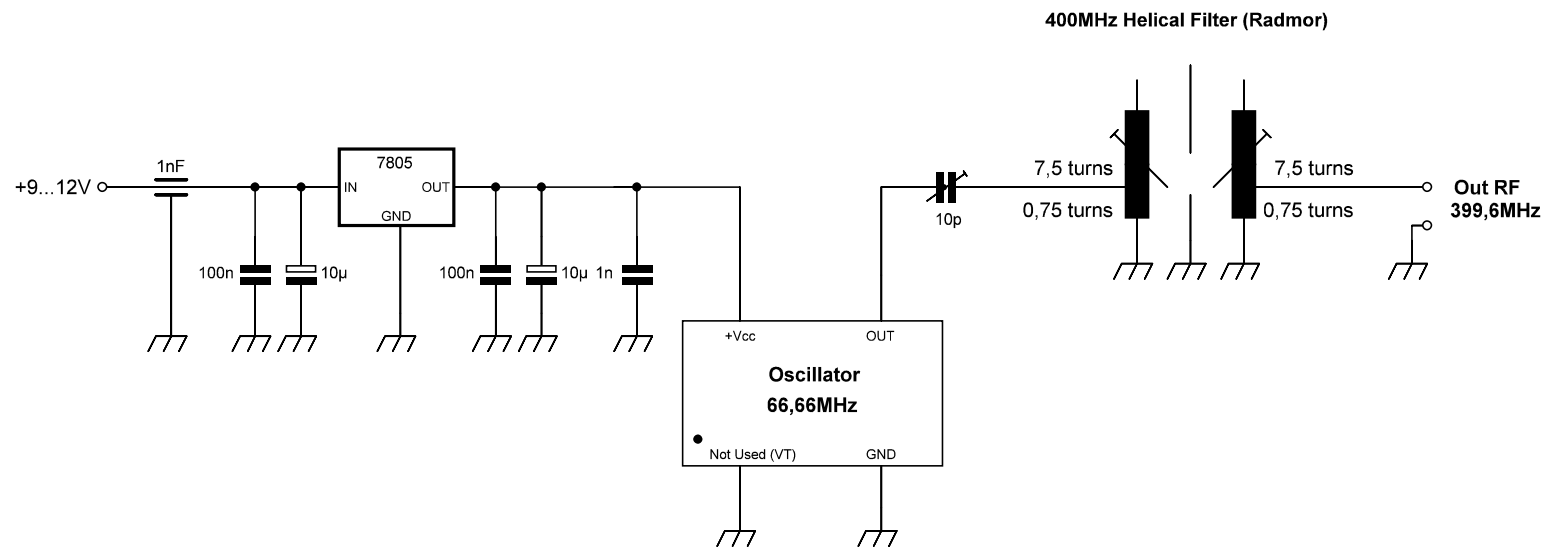 400MHz Helical Filter (Radmor)
1nF
7805
+9...12V
IN
OUT
GND
100n
10µ
100n
10µ
1n
10p
7,5 turns
0,75 turns
7,5 turns
0,75 turns
Out RF
399,6MHz
+Vcc
OUT
Oscillator
66,66MHz
Not Used (VT)
GND